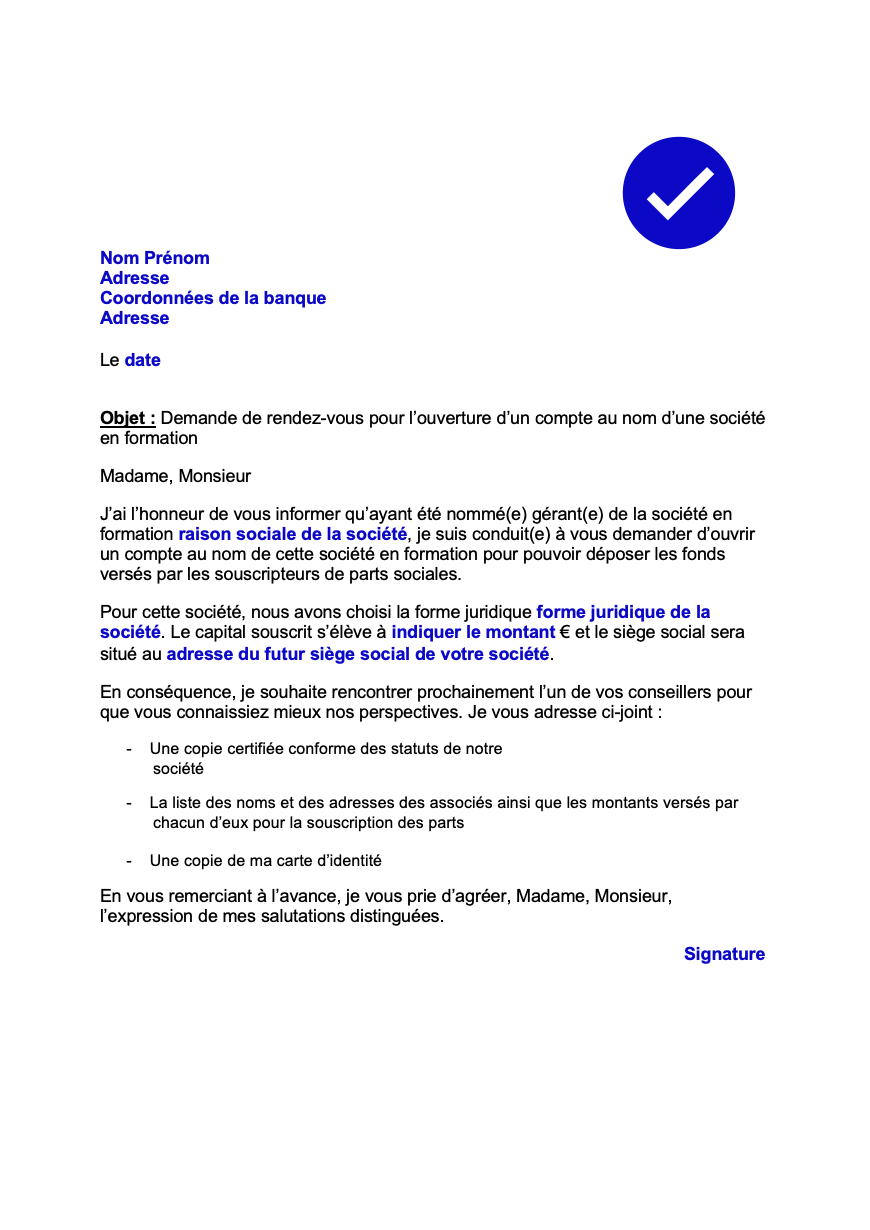 Nom Prénom
Adresse
Coordonnées de la banque
Adresse
Le date
Objet : Demande de rendez-vous pour l’ouverture d’un compte au nom d’une société
en formation
Madame, Monsieur
J’ai l’honneur de vous informer qu’ayant été nommé(e) gérant(e) de la société en
formation raison sociale de la société, je suis conduit(e) à vous demander d’ouvrir
un compte au nom de cette société en formation pour pouvoir déposer les fonds
versés par les souscripteurs de parts sociales.
Pour cette société, nous avons choisi la forme juridique forme juridique de la
société. Le capital souscrit s’élève à indiquer le montant € et le siège social sera
situé au adresse du futur siège social de votre société.
En conséquence, je souhaite rencontrer prochainement l’un de vos conseillers pour
que vous connaissiez mieux nos perspectives. Je vous adresse ci-joint :
- Une copie certifiée conforme des statuts de notre
société
- La liste des noms et des adresses des associés ainsi que les montants versés par
chacun d’eux pour la souscription des parts
- Une copie de ma carte d’identité
En vous remerciant à l’avance, je vous prie d’agréer, Madame, Monsieur,
l’expression de mes salutations distinguées.
Signature